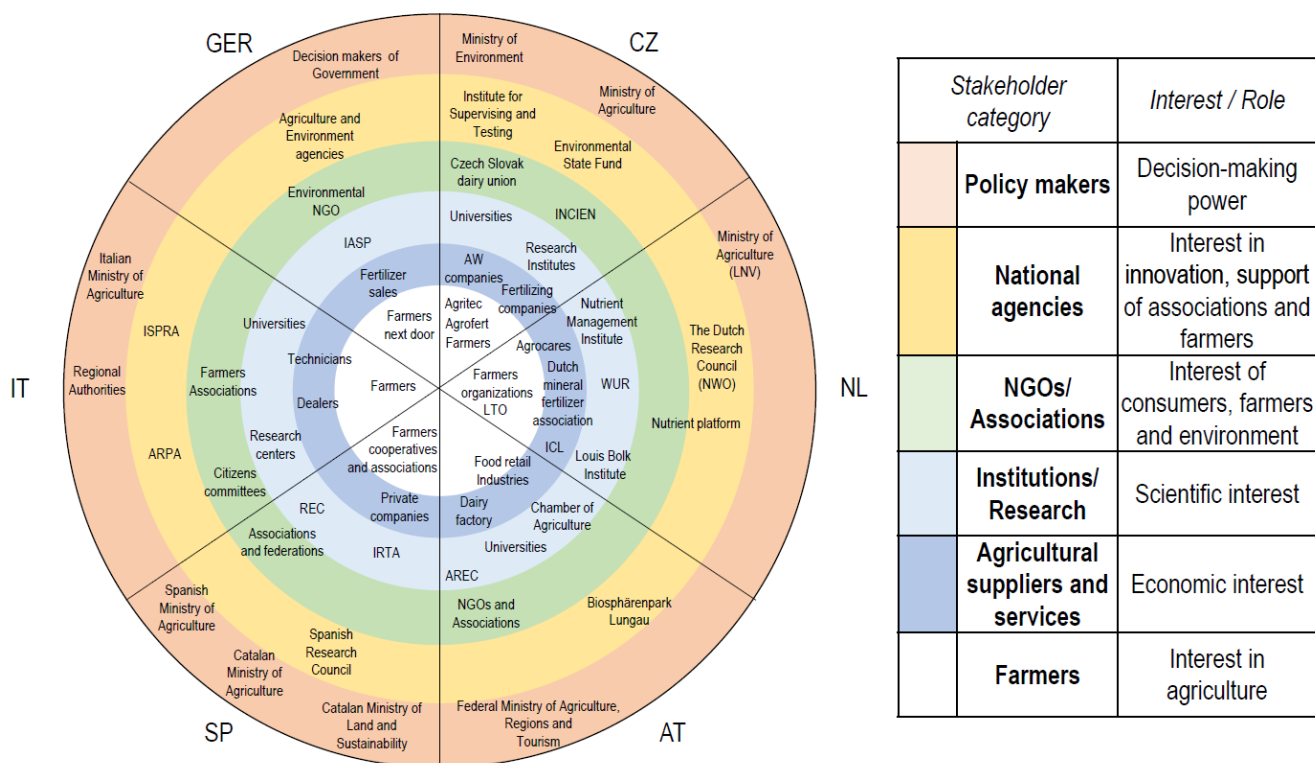 GER
Decision makers of
Government
Agriculture and
Environment
agencies
Environmental
NGO
IASP
Fertilizer
sales
Farmers
next door
CZ
Ministry of
Environment
Ministry of
Agriculture
Institute for
Supervising and
Testing
Environmental
State Fund
Czech Slovak
dairy union
INCIEN
Universities
Research
Institutes
AW
companies
Fertilizing
companies
Agritec
Agrofert
Farmers
NL
Ministry of
Agriculture
(LNV)
The Dutch
Research
Council
(NWO)
Nutrient platform
Nutrient
Management
Institute
WUR
Louis Bolk
Institute
Agrocares
Dutch
mineral
fertilizer
association
ICL
Farmers
organizations
LTO
AT
Federal Ministry of Agriculture,
Regions and
Tourism
Biosphärenpark
Lungau
NGOs and
Associations
Chamber of
Agriculture
Universities
AREC
Dairy
factory
Food retail
Industries
SP
Spanish
Ministry of
Agriculture
Catalan
Ministry of
Agriculture
Catalan Ministry of
Land and
Sustainability
Spanish
Research
Council
Associations
and federations
REC
IRTA
Private
companies
Farmers
cooperatives
and associations
IT
Italian
Ministry of
Agriculture
Regional
Authorities
ISPRA
ARPA
Farmers
Associations
Citizens
committees
Universities
Research
centers
Technicians
Dealers
Farmers
Stakeholder
category
Interest / Role
Policy makers
Decision-making
power
National
agencies
Interest in
innovation, support
of associations and
farmers
NGOs/
Associations
Interest of
consumers, farmers
and environment
Institutions/
Research
Scientific interest
Agricultural
suppliers and
services
Economic interest
Farmers
Interest in
agriculture